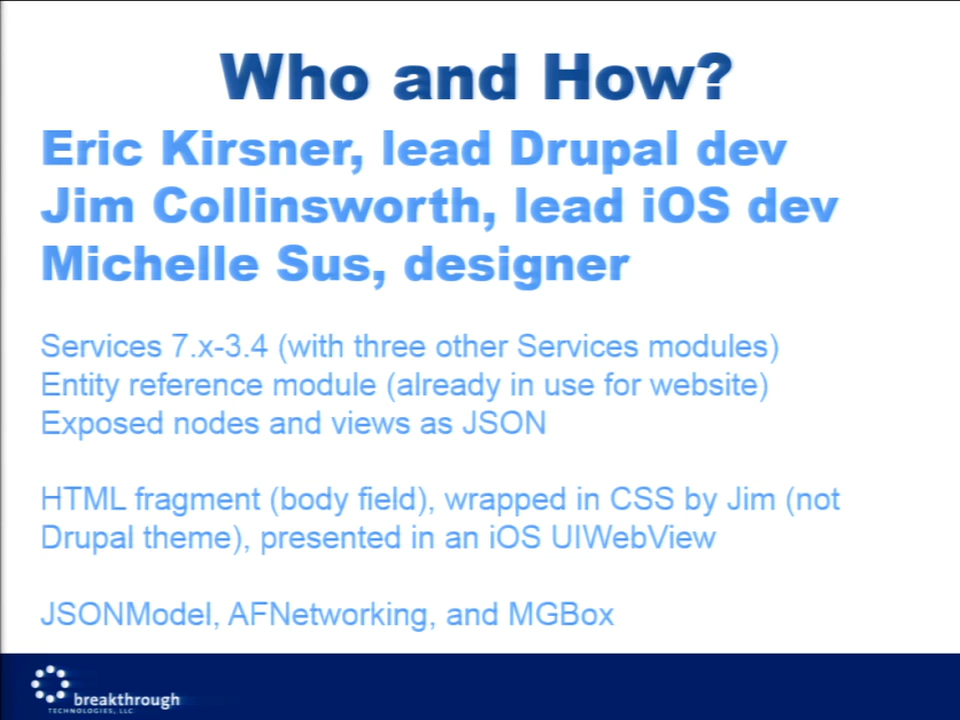 Who and How?
Eric Kirsner, lead Drupal dev
Jim Collinsworth, lead iOS dev
Michelle Sus, designer
Services 7.x-3.4 (with three other Services modules)
Entity reference module (already in use for website)
Exposed nodes and views as JSON
HTML fragment (body field), wrapped in CSS by Jim (not
Drupal theme), presented in an iOS UIWebView
JSONModel, AFNetworking, and MGBox
breakthrough
TECHNOLOGIES, LLC